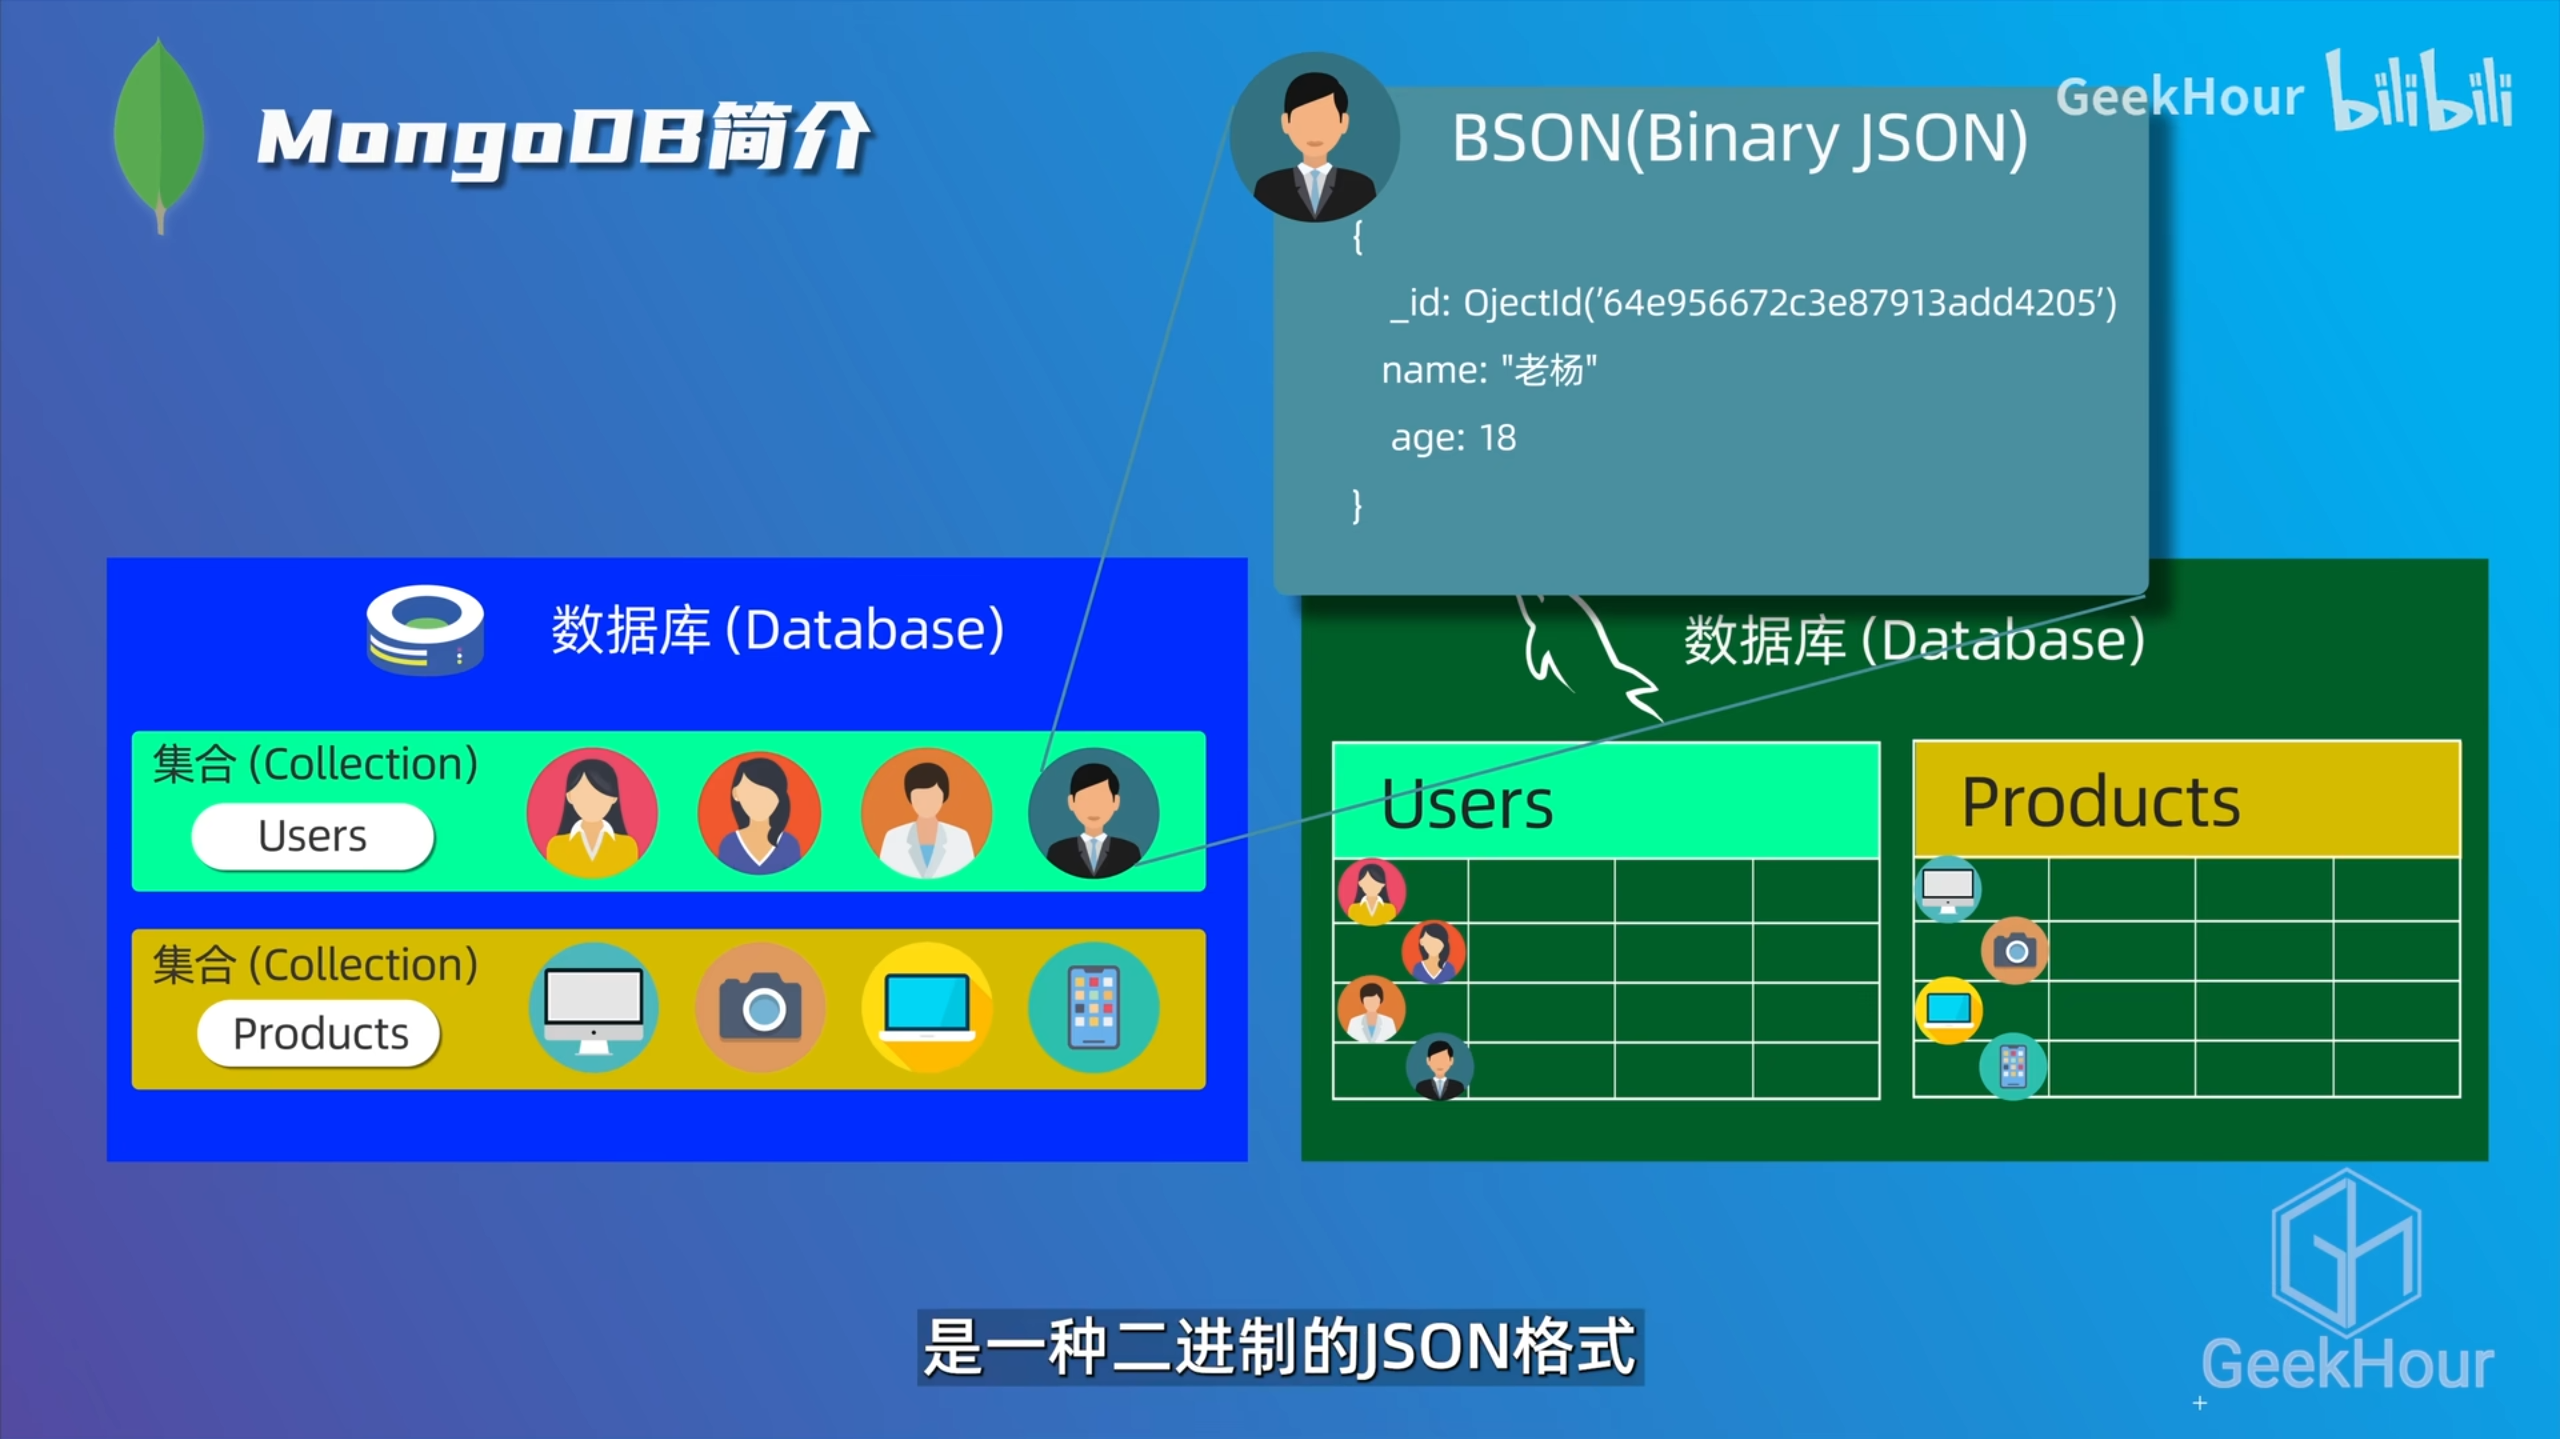 MongoDB简介
GeekHour bilibili
BSON(Binary JSON)
{
_id: OjectId('64e956672c3e87913add4205')
name: "老杨"
age: 18
}
数据库 (Database)
集合 (Collection)
Users
集合 (Collection)
Products
数据库 (Database)
Users
Products
是一种二进制的JSON格式
GeekHour